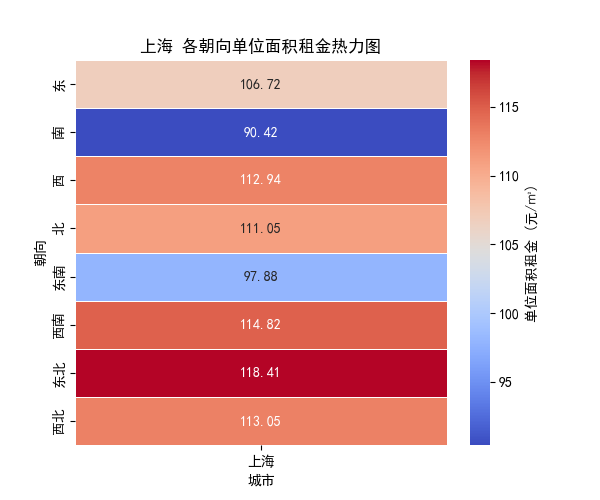 上海 各朝向单位面积租金热力图
东
106.72
南
90.42
西
112.94
北
111.05
东南
97.88
西南
114.82
东北
118.41
西北
113.05
朝向
上海
城市
115
110
105
100
95
单位面积租金 (元/㎡)